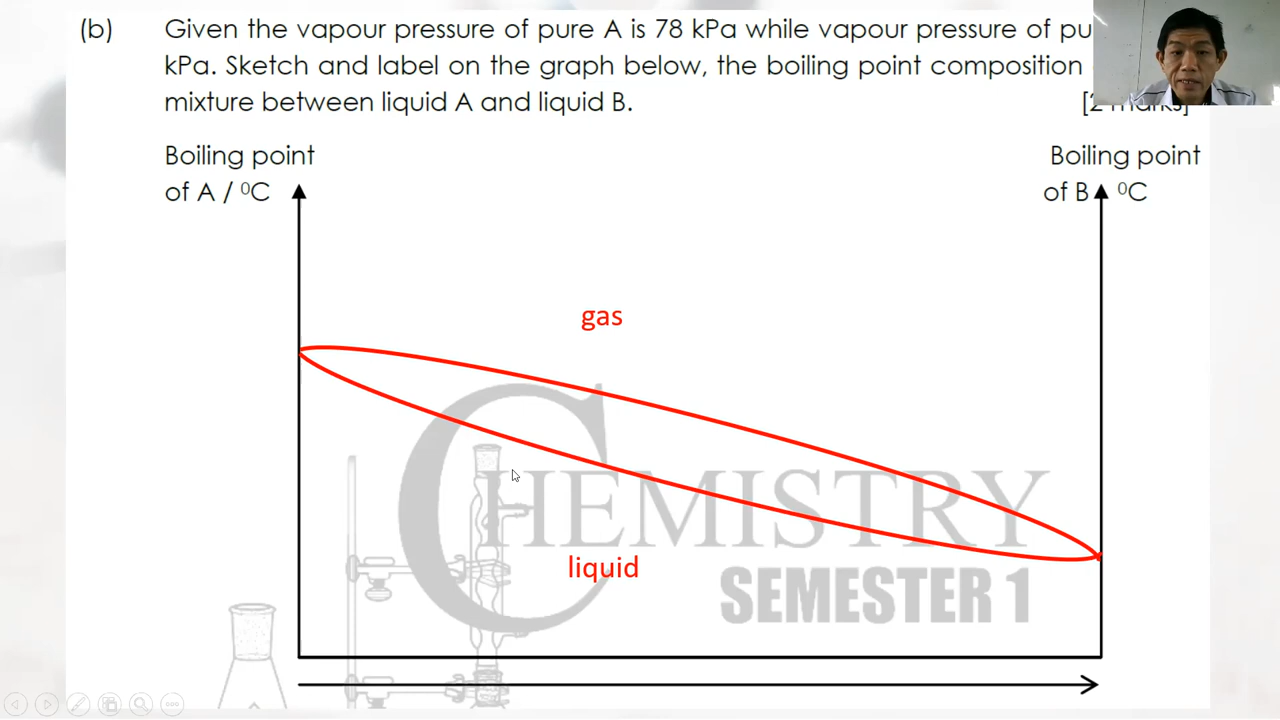 (b) Given the vapour pressure of pure A is 78 kPa while vapour pressure of pu
kPa. Sketch and label on the graph below, the boiling point composition
mixture between liquid A and liquid B.
[2 marks]
Boiling point
of A / ⁰C
Boiling point
of B ⁰C
gas
CHEMISTRY
liquid
SEMESTER 1